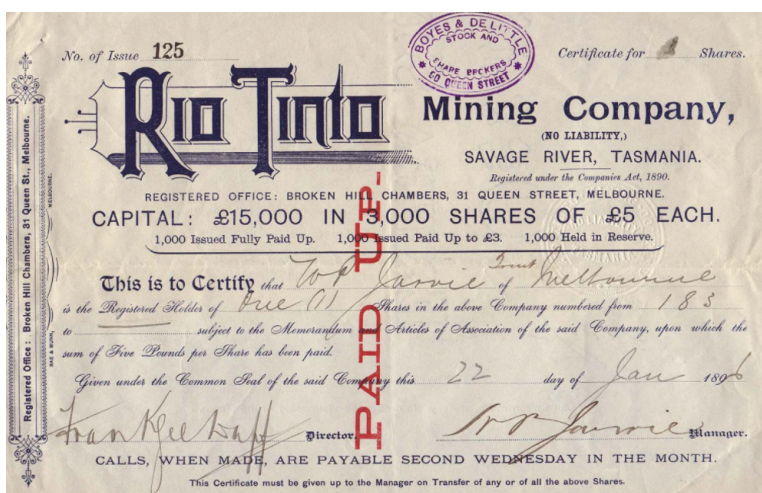 No. of Issue 125
BOYES & DELITTLE
STOCK AND
SHARE BROKERS
60 QUEEN STREET
Certificate for 1 Shares.
Rio Tinto Mining Company,
(NO LIABILITY,)
SAVAGE RIVER, TASMANIA.
Registered under the Companies Act, 1890.
REGISTERED OFFICE: BROKEN HILL CHAMBERS, 31 QUEEN STREET, MELBOURNE.
CAPITAL: £15,000 IN 3,000 SHARES OF £5 EACH.
1,000 Issued Fully Paid Up. 1,000 Issued Paid Up to £3. 1,000 Held in Reserve.
This is to Certify that W P Jarvie of Melbourne
is the Registered Holder of One (1) Shares in the above Company numbered from 183
to subject to the Memorandum and Articles of Association of the said Company, upon which the
sum of Five Pounds per Share has been paid.
Given under the Common Seal of the said Company this 22 day of Jan 1896
Director. W P Jarvie Manager.
CALLS, WHEN MADE, ARE PAYABLE SECOND WEDNESDAY IN THE MONTH.
This Certificate must be given up to the Manager on Transfer of any or of all the above Shares.
PAID UP.
Registered Office: Broken Hill Chambers, 31 Queen St., Melbourne.
MELBOURNE.